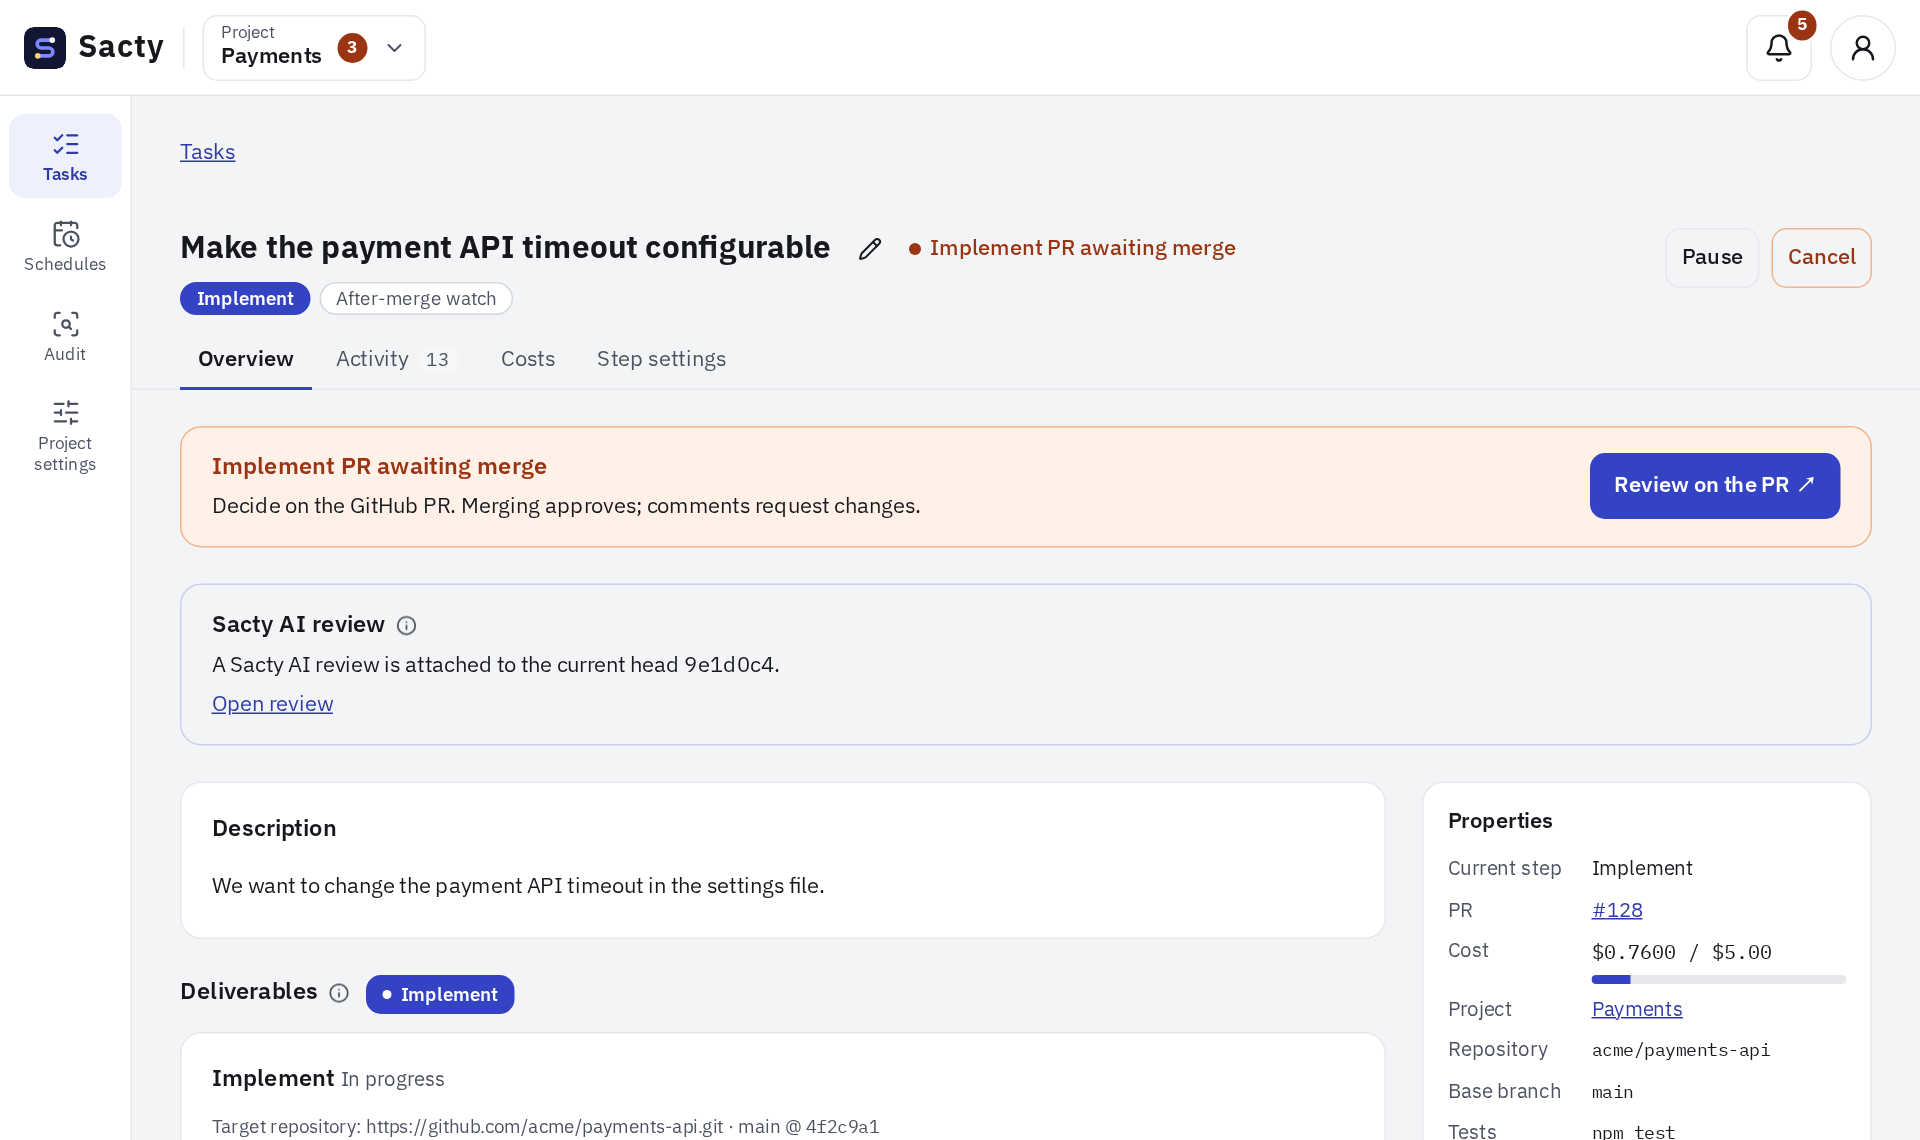 Sacty
Project
Payments 3
5
Tasks
Schedules
Audit
Project
settings
Tasks
Make the payment API timeout configurable
Implement PR awaiting merge
Pause
Cancel
Implement
After-merge watch
Overview
Activity 13
Costs
Step settings
Implement PR awaiting merge
Decide on the GitHub PR. Merging approves; comments request changes.
Review on the PR ↗
Sacty AI review
A Sacty AI review is attached to the current head 9e1d0c4.
Open review
Description
We want to change the payment API timeout in the settings file.
Deliverables
Implement
Implement In progress
Target repository: https://github.com/acme/payments-api.git · main @ 4f2c9a1
Properties
Current step Implement
PR #128
Cost $0.7600 / $5.00
Project Payments
Repository acme/payments-api
Base branch main
Tests npm test